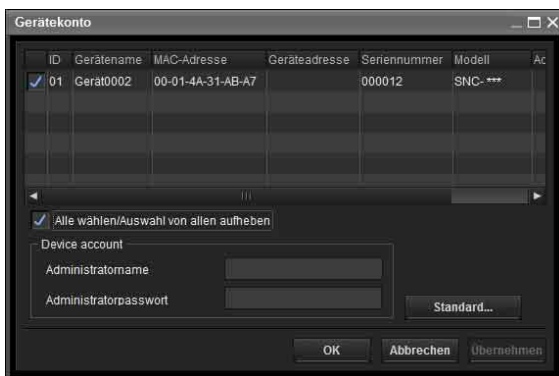 Gerätekonto
ID Gerätename MAC-Adresse Geräteadresse Seriennummer Modell Ad
01 Gerät0002 00-01-4A-31-AB-A7 000012 SNC- ***
Alle wählen/Auswahl von allen aufheben
Device account
Administratorname
Administratorpasswort
Standard...
OK Abbrechen Übernehmen